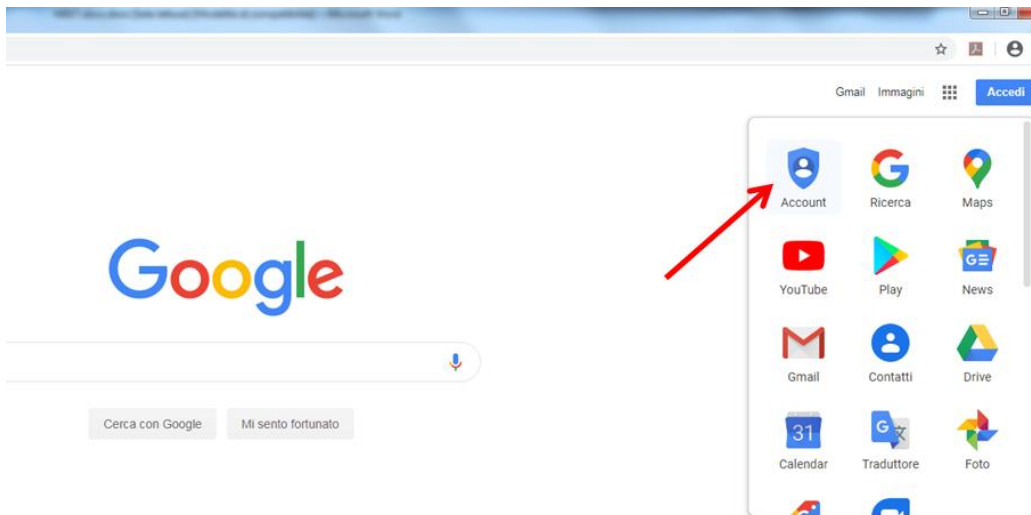 Gmail Immagini Accedi
Account Ricerca Maps
Google
YouTube Play News
Gmail Contatti Drive
Cerca con Google Mi sento fortunato
31
Calendar Traduttore Foto